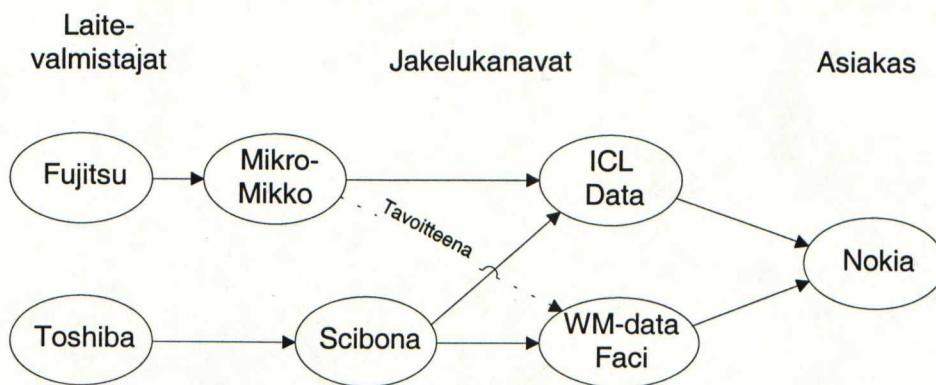 Laite-
valmistajat
Jakelukanavat
Asiakas
Fujitsu
Mikro-
Mikko
ICL
Data
Tavoitteena
Nokia
Toshiba
Scibona
WM-data
Faci